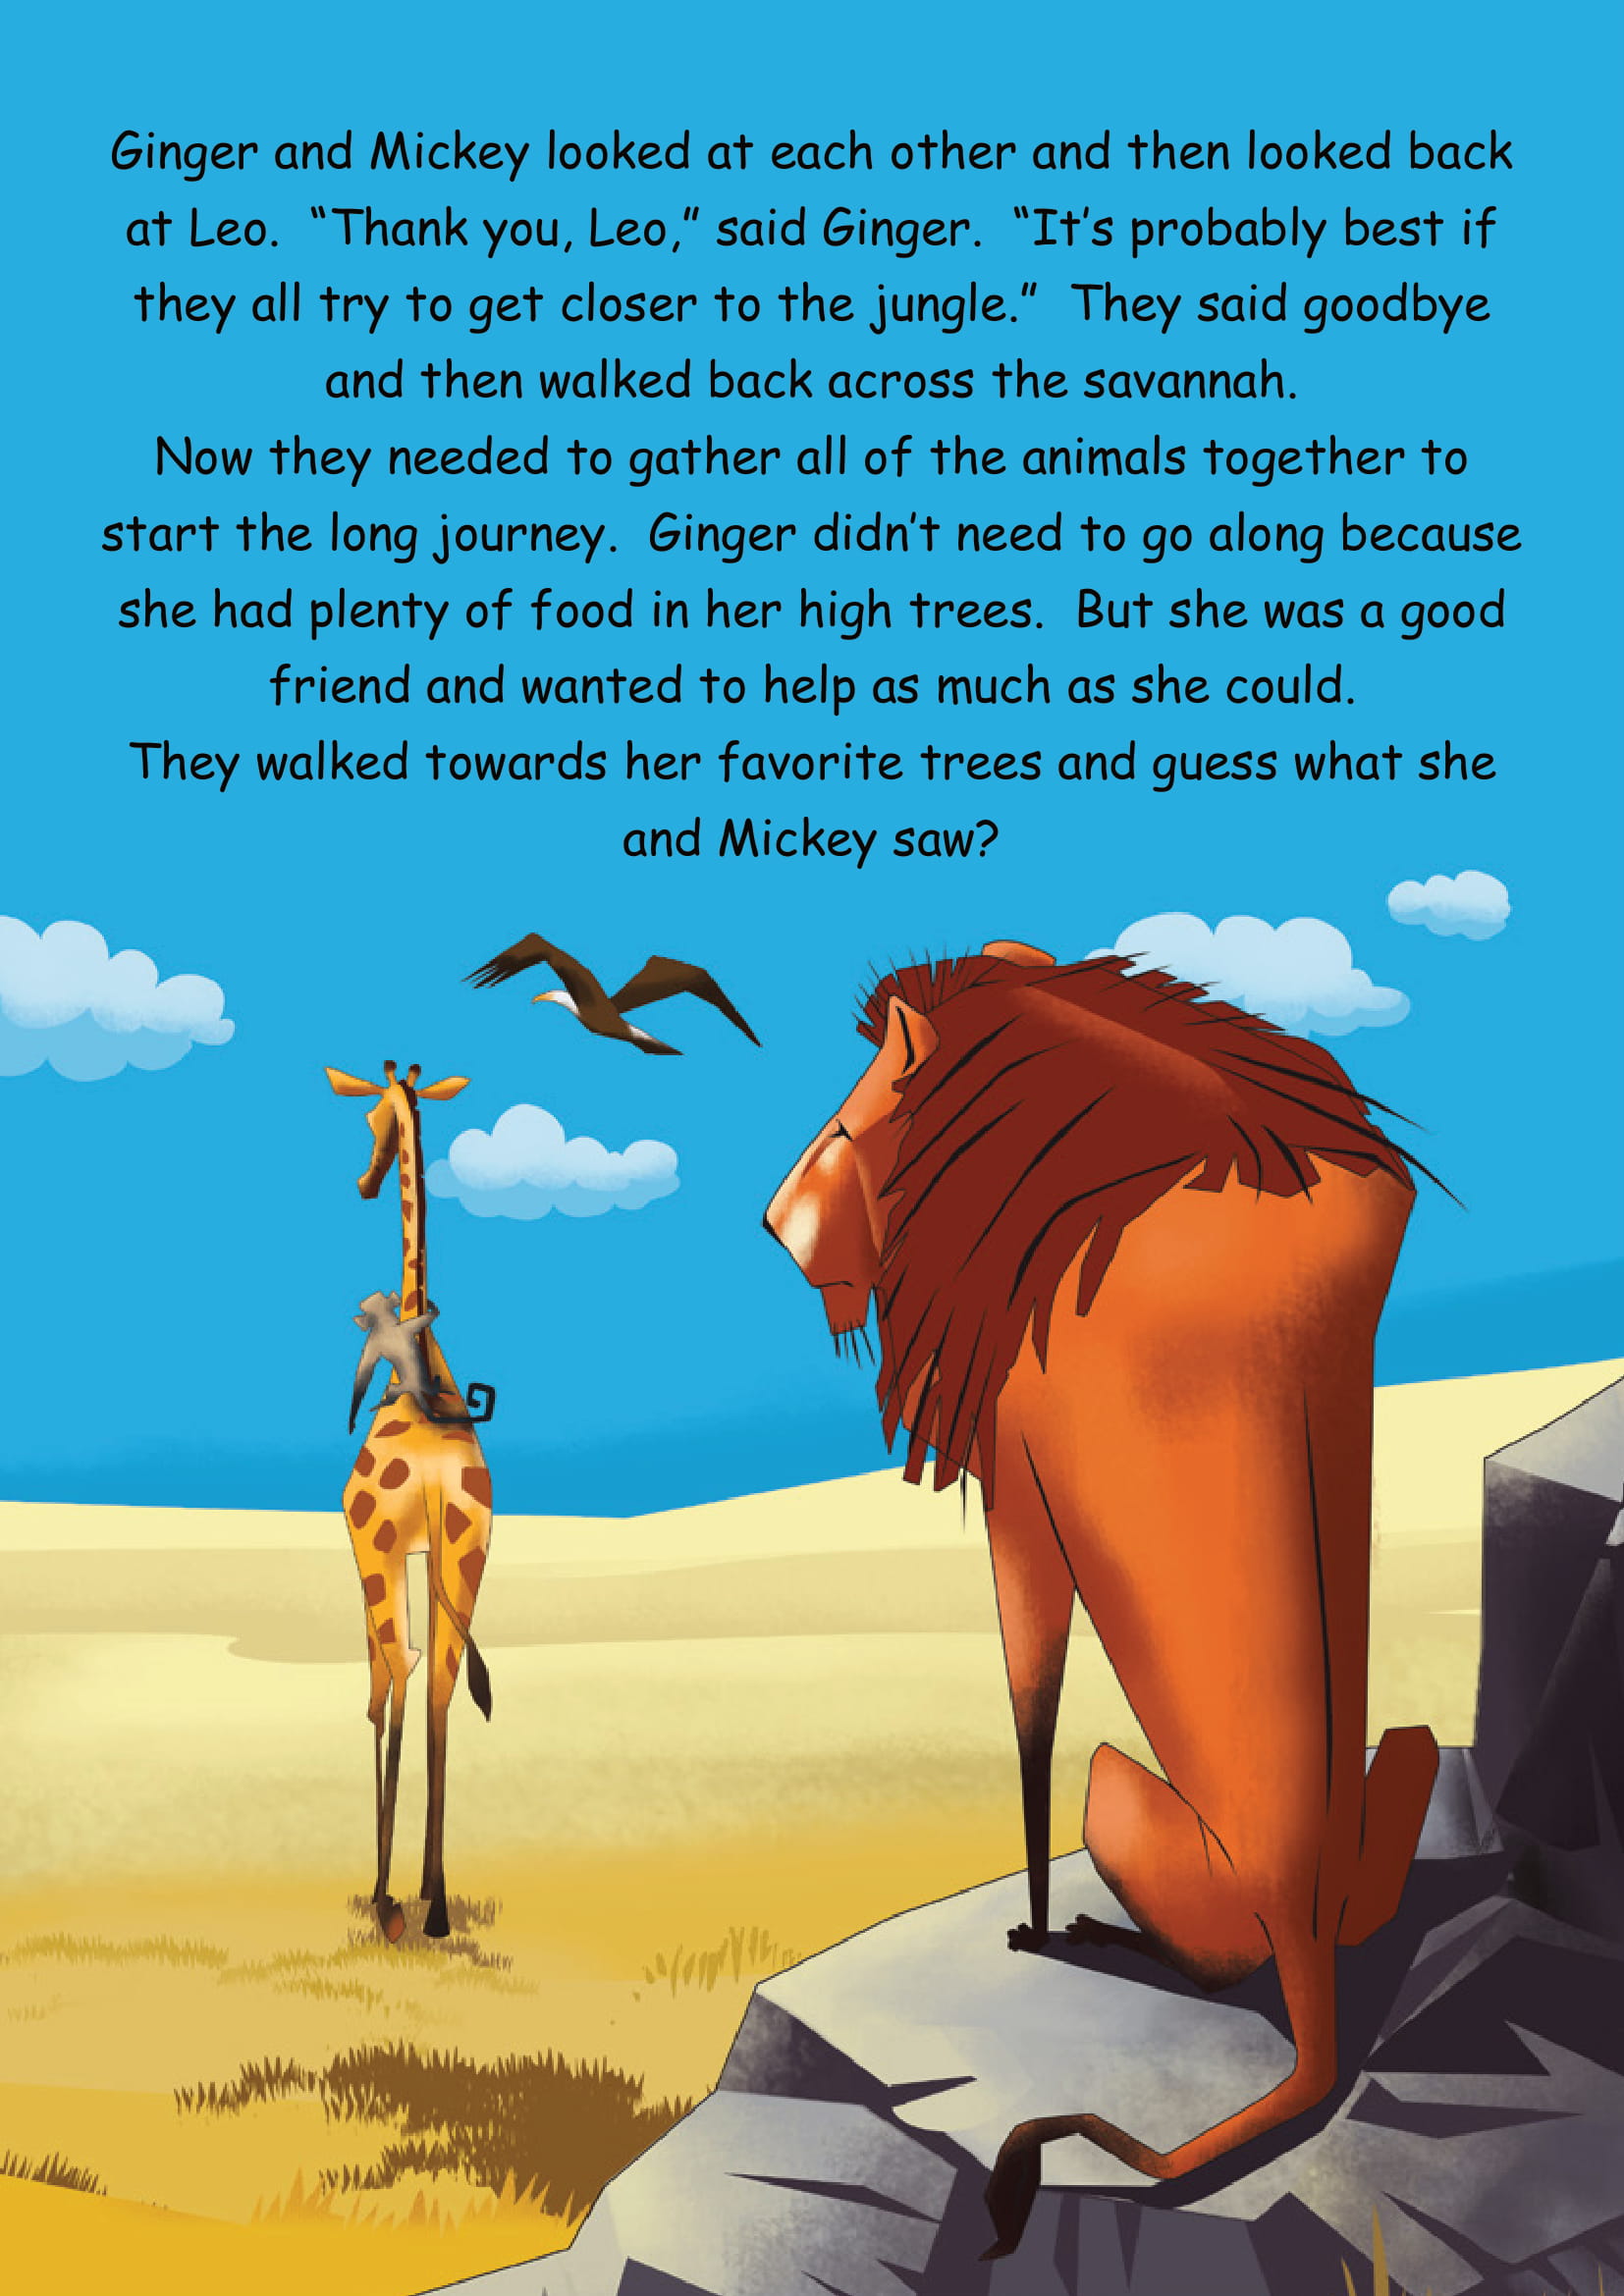 Ginger and Mickey looked at each other and then looked back
at Leo.  “Thank you, Leo,” said Ginger.  “It’s probably best if
they all try to get closer to the jungle.”  They said goodbye
and then walked back across the savannah.
Now they needed to gather all of the animals together to
start the long journey.  Ginger didn’t need to go along because
she had plenty of food in her high trees.  But she was a good
friend and wanted to help as much as she could.
They walked towards her favorite trees and guess what she
and Mickey saw?